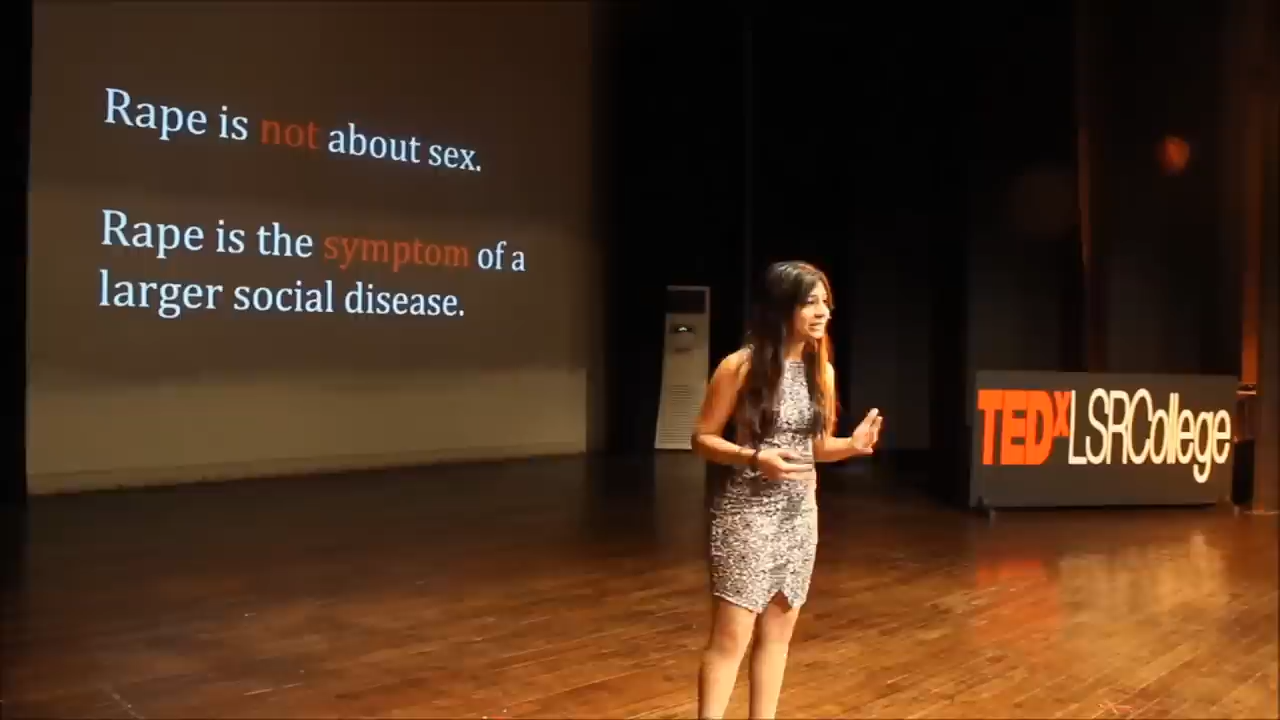 Rape is not about sex.
Rape is the symptom of a
larger social disease.
TEDxLSRCollege